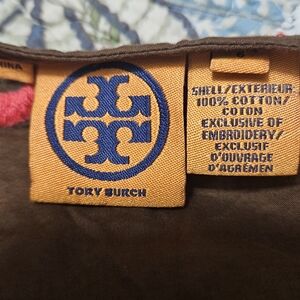 TORY BURCH
SHELL/EXTERIEUR
100% COTTON/
COTON
EXCLUSIVE OF
EMBROIDERY/
EXCLUSIF
D'OUVRAGE
D'AGREMEN